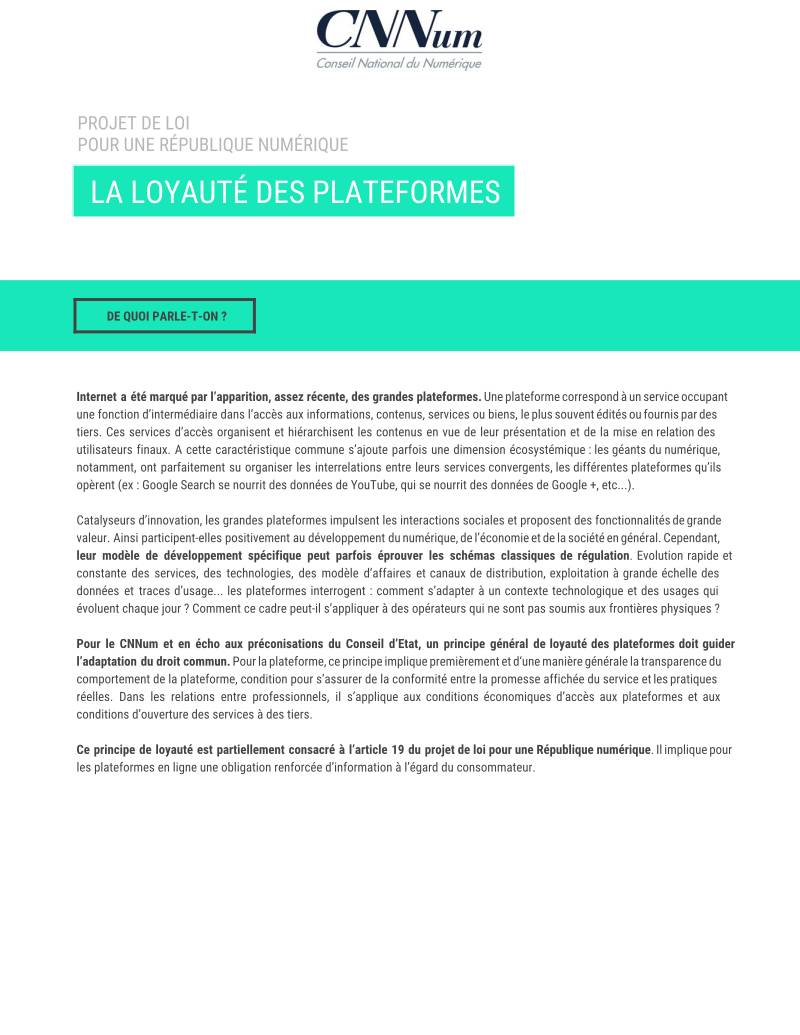 CNNum
Conseil National du Numérique
PROJET DE LOI
POUR UNE RÉPUBLIQUE NUMÉRIQUE
LA LOYAUTÉ DES PLATEFORMES
DE QUOI PARLE-T-ON ?
Internet a été marqué par l’apparition, assez récente, des grandes plateformes. Une plateforme correspond à un service occupant
une fonction d’intermédiaire dans l’accès aux informations, contenus, services ou biens, le plus souvent édités ou fournis par des
tiers. Ces services d’accès organisent et hiérarchisent les contenus en vue de leur présentation et de la mise en relation des
utilisateurs finaux. A cette caractéristique commune s’ajoute parfois une dimension écosystémique : les géants du numérique,
notamment, ont parfaitement su organiser les interrelations entre leurs services convergents, les différentes plateformes qu’ils
opèrent (ex : Google Search se nourrit des données de YouTube, qui se nourrit des données de Google +, etc...).
Catalyseurs d’innovation, les grandes plateformes impulsent les interactions sociales et proposent des fonctionnalités de grande
valeur. Ainsi participent-elles positivement au développement du numérique, de l’économie et de la société en général. Cependant,
leur modèle de développement spécifique peut parfois éprouver les schémas classiques de régulation. Evolution rapide et
constante des services, des technologies, des modèle d’affaires et canaux de distribution, exploitation à grande échelle des
données et traces d’usage... les plateformes interrogent : comment s’adapter à un contexte technologique et des usages qui
évoluent chaque jour ? Comment ce cadre peut-il s’appliquer à des opérateurs qui ne sont pas soumis aux frontières physiques ?
Pour le CNNum et en écho aux préconisations du Conseil d’Etat, un principe général de loyauté des plateformes doit guider
l’adaptation du droit commun. Pour la plateforme, ce principe implique premièrement et d’une manière générale la transparence du
comportement de la plateforme, condition pour s’assurer de la conformité entre la promesse affichée du service et les pratiques
réelles. Dans les relations entre professionnels, il s’applique aux conditions économiques d’accès aux plateformes et aux
conditions d’ouverture des services à des tiers.
Ce principe de loyauté est partiellement consacré à l’article 19 du projet de loi pour une République numérique. Il implique pour
les plateformes en ligne une obligation renforcée d’information à l’égard du consommateur.